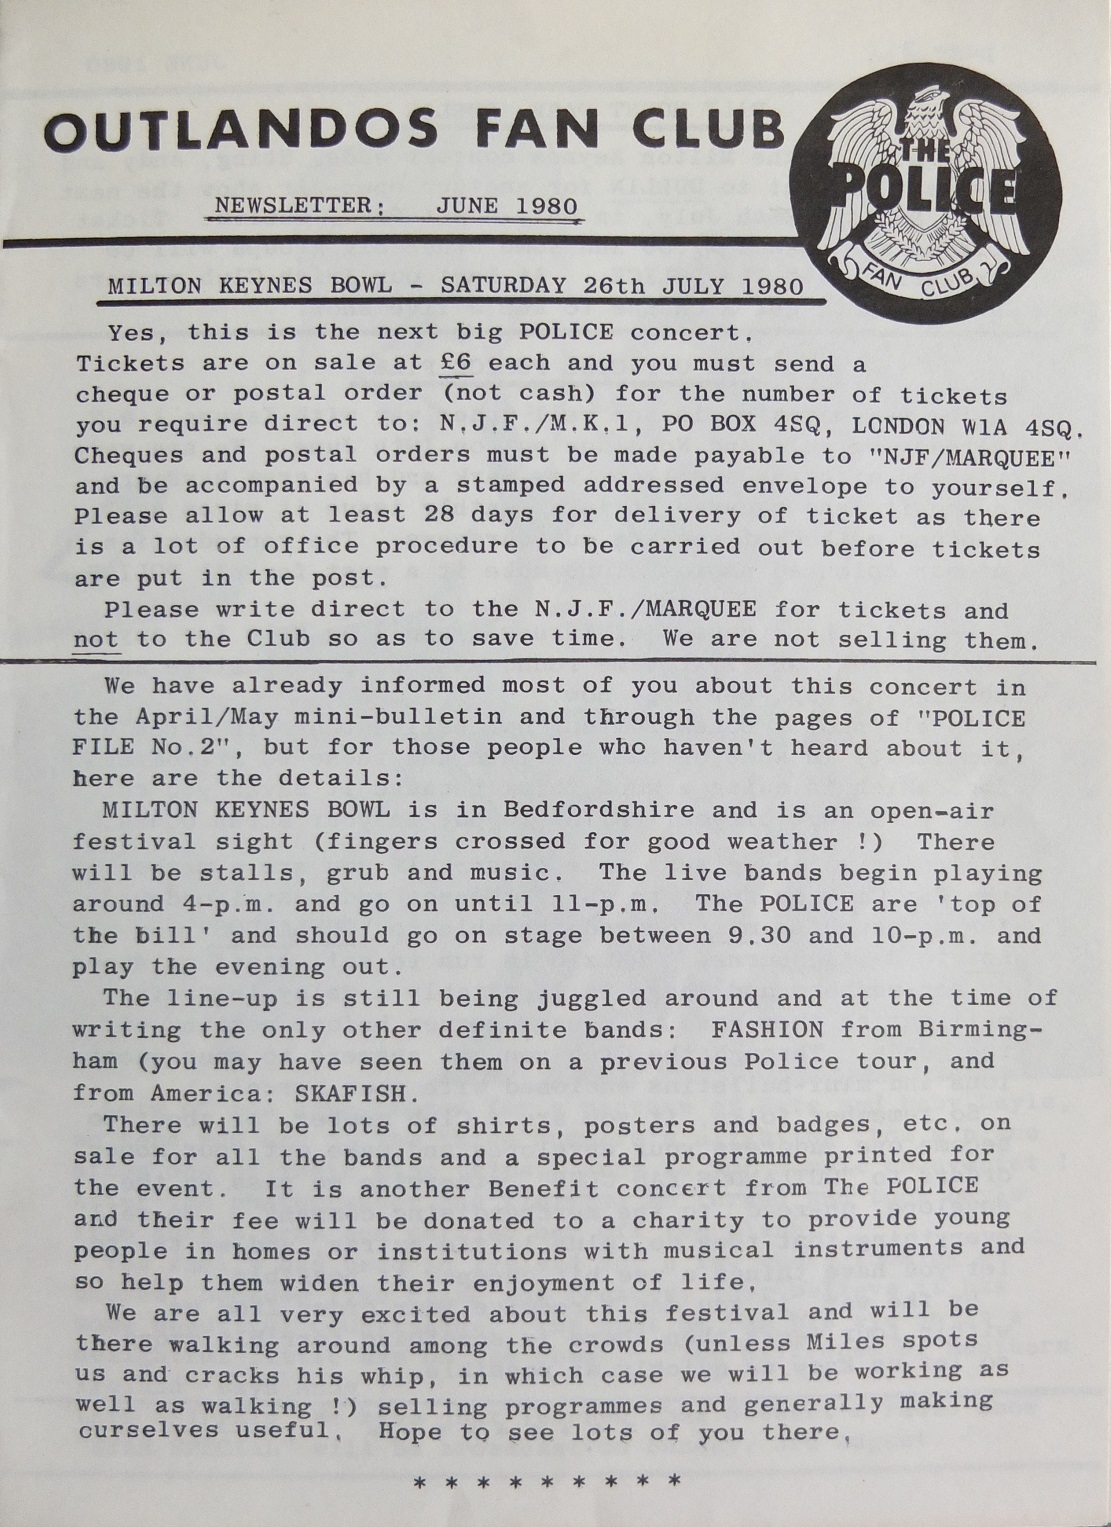 OUTLANDOS FAN CLUB
THE
POLICE
FAN CLUB
NEWSLETTER: JUNE 1980
MILTON KEYNES BOWL - SATURDAY 26th JULY 1980
Yes, this is the next big POLICE concert.
Tickets are on sale at £6 each and you must send a
cheque or postal order (not cash) for the number of tickets
you require direct to: N.J.F./M.K.1, PO BOX 4SQ, LONDON W1A 4SQ.
Cheques and postal orders must be made payable to "NJF/MARQUEE"
and be accompanied by a stamped addressed envelope to yourself.
Please allow at least 28 days for delivery of ticket as there
is a lot of office procedure to be carried out before tickets
are put in the post.
Please write direct to the N.J.F./MARQUEE for tickets and
not to the Club so as to save time. We are not selling them.
We have already informed most of you about this concert in
the April/May mini-bulletin and through the pages of "POLICE
FILE No.2", but for those people who haven't heard about it,
here are the details:
MILTON KEYNES BOWL is in Bedfordshire and is an open-air
festival sight (fingers crossed for good weather !) There
will be stalls, grub and music. The live bands begin playing
around 4-p.m. and go on until 11-p.m. The POLICE are 'top of
the bill' and should go on stage between 9.30 and 10-p.m. and
play the evening out.
The line-up is still being juggled around and at the time of
writing the only other definite bands: FASHION from Birming-
ham (you may have seen them on a previous Police tour, and
from America: SKAFISH.
There will be lots of shirts, posters and badges, etc. on
sale for all the bands and a special programme printed for
the event. It is another Benefit concert from The POLICE
and their fee will be donated to a charity to provide young
people in homes or institutions with musical instruments and
so help them widen their enjoyment of life.
We are all very excited about this festival and will be
there walking around among the crowds (unless Miles spots
us and cracks his whip, in which case we will be working as
well as walking !) selling programmes and generally making
ourselves useful. Hope to see lots of you there.
* * * * * * * * *